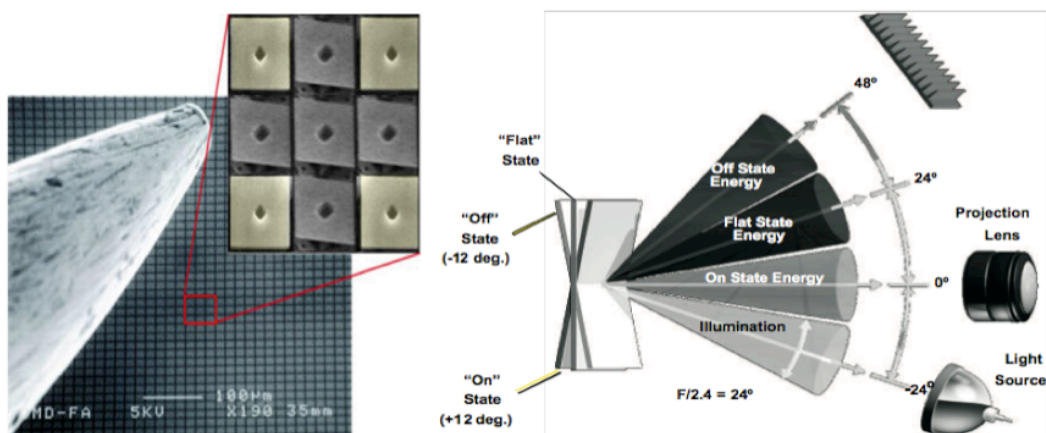 MD-FA
5KV
100µm
X190 35mm
“Flat”
State
“Off”
State
(-12 deg.)
“On”
State
(+12 deg.)
Off State
Energy
Flat State
Energy
On State Energy
Illumination
F/2.4 = 24º
48º
24º
0º
-24º
Projection
Lens
Light
Source